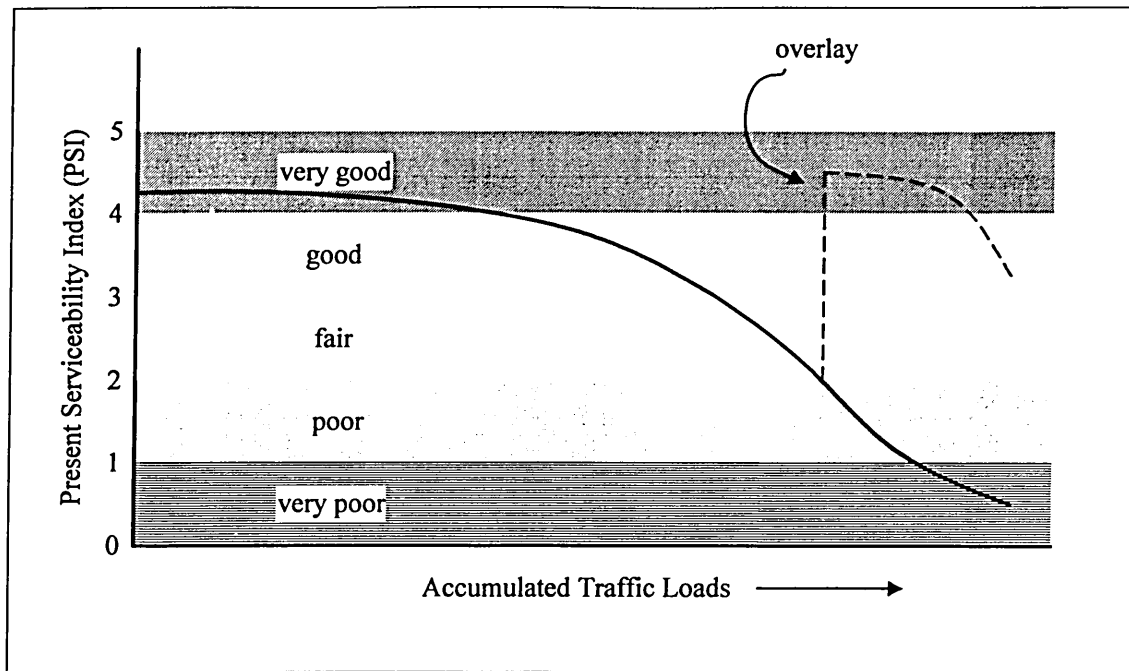 overlay
Present Serviceability Index (PSI)
5
very good
4
good
3
fair
2
poor
1
very poor
0
Accumulated Traffic Loads